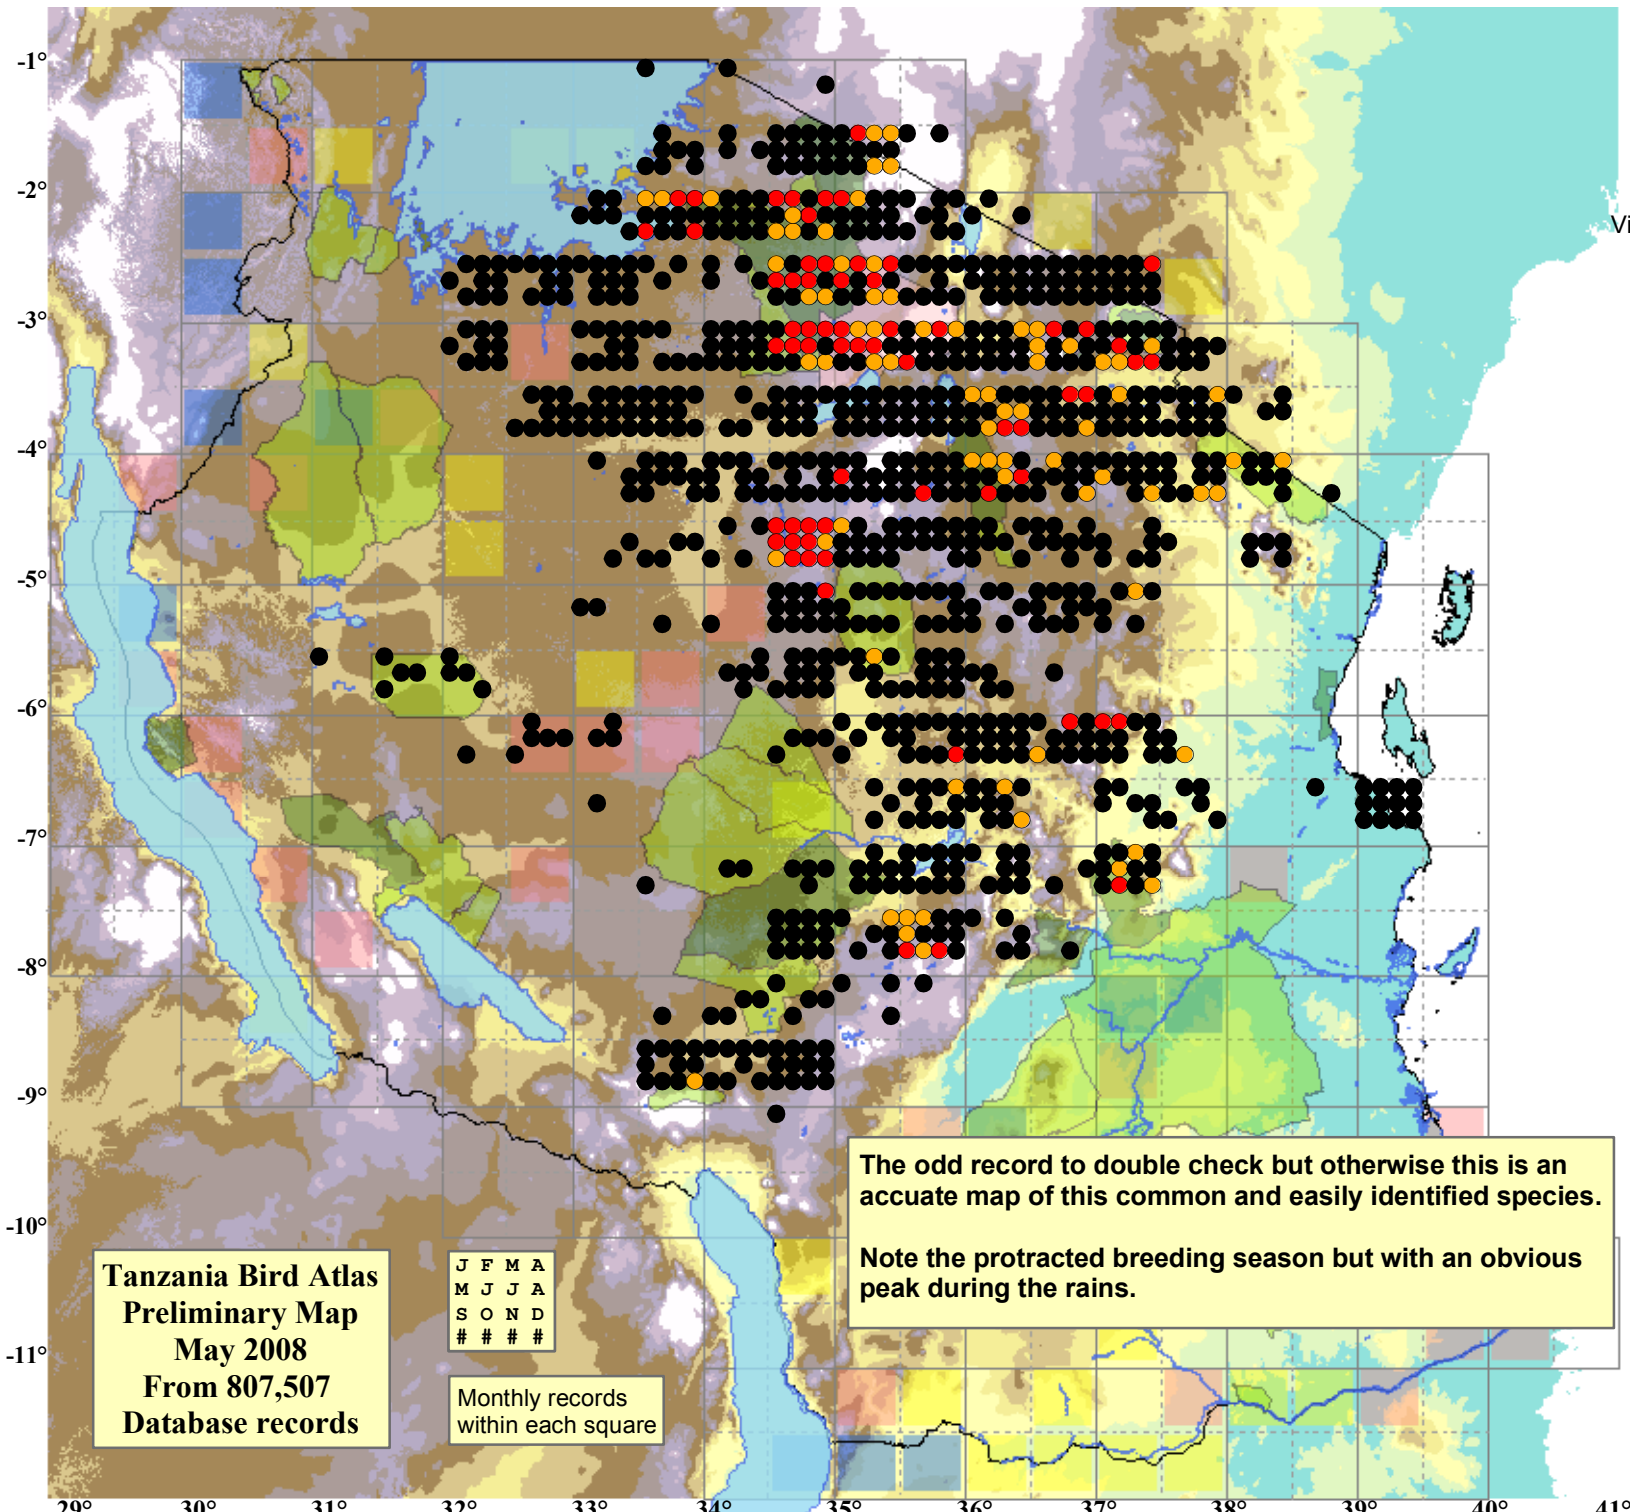 -1°
-2°
-3°
-4°
-5°
-6°
-7°
-8°
-9°
-10°
-11°
Vi
The odd record to double check but otherwise this is an
accuate map of this common and easily identified species.
Note the protracted breeding season but with an obvious
peak during the rains.
Tanzania Bird Atlas
Preliminary Map
May 2008
From 807,507
Database records
J F M A
M J J A
S O N D
# # # #
Monthly records
within each square
29° 30° 31° 32° 33° 34° 35° 36° 37° 38° 39° 40° 41°